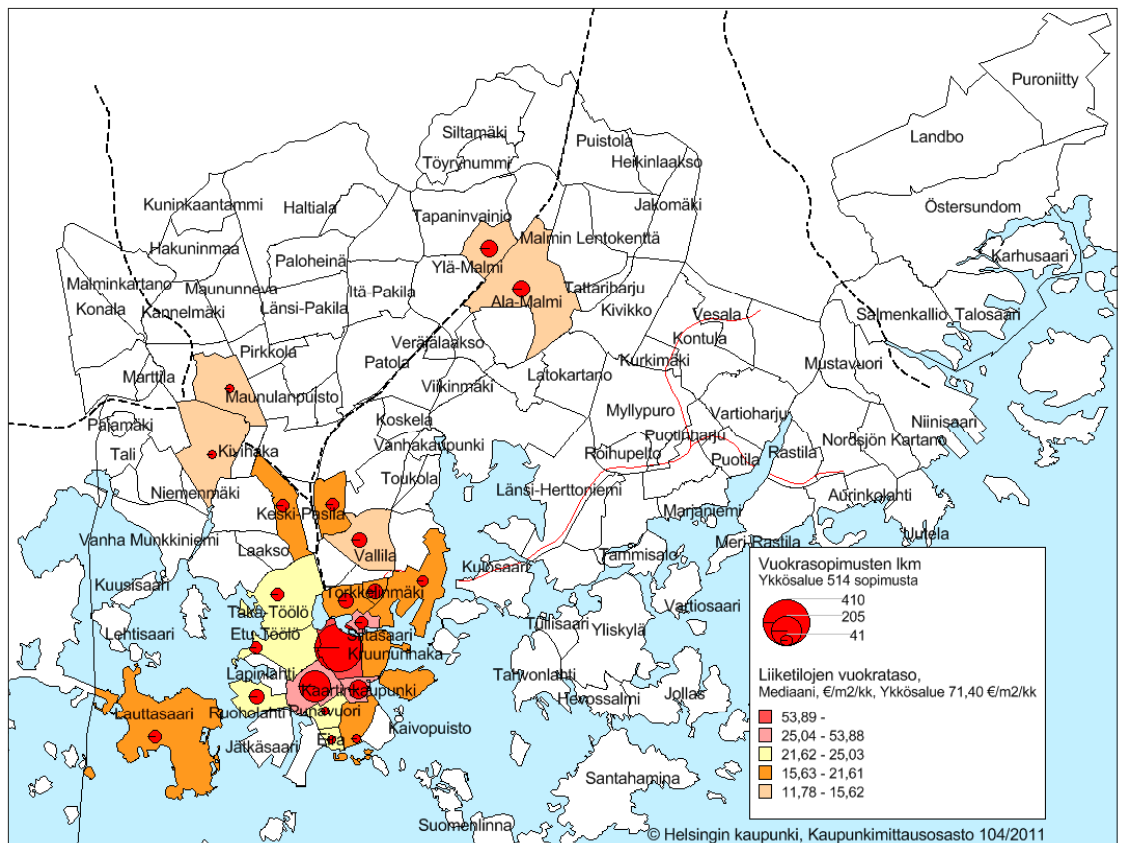 Puroniitty
Siltamäki
Landbo
Puistola
Töyrynummi
Heikinlaakso
Kuninkaantammi
Haltiala
Jakomäki
Östersundom
Tapaninvainio
Hakuninmaa
Malmin Lentokenttä
Karhusaari
Paloheinä
Ylä-Malmi
Malminkartano
Maununneva
Itä-Pakila
Tattariharju
Konala
Kannelmäki
Länsi-Pakila
Ala-Malmi
Kivikko
Vesala
Salmenkallio
Talosaari
Veräjälaakso
Kontula
Pirkkola
Patola
Kurkimäki
Mustavuori
Marttila
Latokartano
Viikinmäki
Maunulanpuisto
Myllypuro
Vartioharju
Niinisaari
Pajamäki
Koskela
Puotinharju
Nordsjön Kartano
Tali
Kivihaka
Vanhakaupunki
Roihupelto
Puotila
Rastila
Toukola
Niemenmäki
Länsi-Herttoniemi
Aurinkolahti
Keski-Pasila
Marjaniemi
Uutela
Vanha Munkkiniemi
Laakso
Vallila
Meri-Rastila
Tammisalo
Kulosaari
Kuusisaari
Torkkelinmäki
Taka-Töölö
Vartiosaari
Lehtisaari
Etu-Töölö
Siltasaari
Tullisaari
Yliskylä
Kruununhaka
Lapinlahti
Tahvonlahti
Kaartinkaupunki
Hevossalmi
Jollas
Lauttasaari
Ruoholahti
Punavuori
Kaivopuisto
Jätkäsaari
Eira
Santahamina
Suomenlinna
Vuokrasopimusten lkm
Ykkösalue 514 sopimusta
410
205
41
Liiketilojen vuokrataso,
Mediaani, €/m2/kk, Ykkösalue 71,40 €/m2/kk
53,89 -
25,04 - 53,88
21,62 - 25,03
15,63 - 21,61
11,78 - 15,62
© Helsingin kaupunki, Kaupunkimittausosasto 104/2011